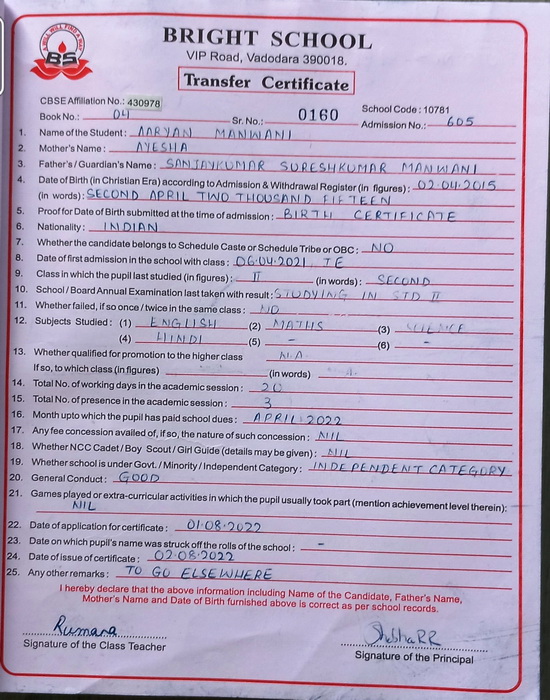 A WILL WILL FIND A WAY
BS
BRIGHT SCHOOL
VIP Road, Vadodara 390018.
Transfer Certificate
CBSE Affiliation No.: 430978
School Code : 10781
Book No.: 04 Sr. No.: 0160 Admission No.: 605
1. Name of the Student : AARYAN MANWANI
2. Mother's Name : AYESHA
3. Father's / Guardian's Name : SANJAYKUMAR SURESHKUMAR MANWANI
4. Date of Birth (in Christian Era) according to Admission & Withdrawal Register (in figures) : 02.04.2015
(in words) : SECOND APRIL TWO THOUSAND FIFTEEN
5. Proof for Date of Birth submitted at the time of admission : BIRTH CERTIFICATE
6. Nationality : INDIAN
7. Whether the candidate belongs to Schedule Caste or Schedule Tribe or OBC : NO
8. Date of first admission in the school with class : 06.04.2021, TE
9. Class in which the pupil last studied (in figures) : II (in words) : SECOND
10. School / Board Annual Examination last taken with result : STUDYING IN STD II
11. Whether failed, if so once / twice in the same class : NO
12. Subjects Studied : (1) ENGLISH (2) MATHS (3) SCIENCE
(4) HINDI (5) - (6) -
13. Whether qualified for promotion to the higher class N.A
If so, to which class (in figures) (in words)
14. Total No. of working days in the academic session : 20
15. Total No. of presence in the academic session : 3
16. Month upto which the pupil has paid school dues : APRIL 2022
17. Any fee concession availed of, if so, the nature of such concession : NIL
18. Whether NCC Cadet / Boy Scout / Girl Guide (details may be given) : NIL
19. Whether school is under Govt. / Minority / Independent Category : INDEPENDENT CATEGORY
20. General Conduct : GOOD
21. Games played or extra-curricular activities in which the pupil usually took part (mention achievement level therein) :
NIL
22. Date of application for certificate : 01.08.2022
23. Date on which pupil's name was struck off the rolls of the school : -
24. Date of issue of certificate : 02.08.2022
25. Any other remarks : TO GO ELSEWHERE
I hereby declare that the above information including Name of the Candidate, Father's Name,
Mother's Name and Date of Birth furnished above is correct as per school records.
Rumana
Signature of the Class Teacher
Signature of the Principal